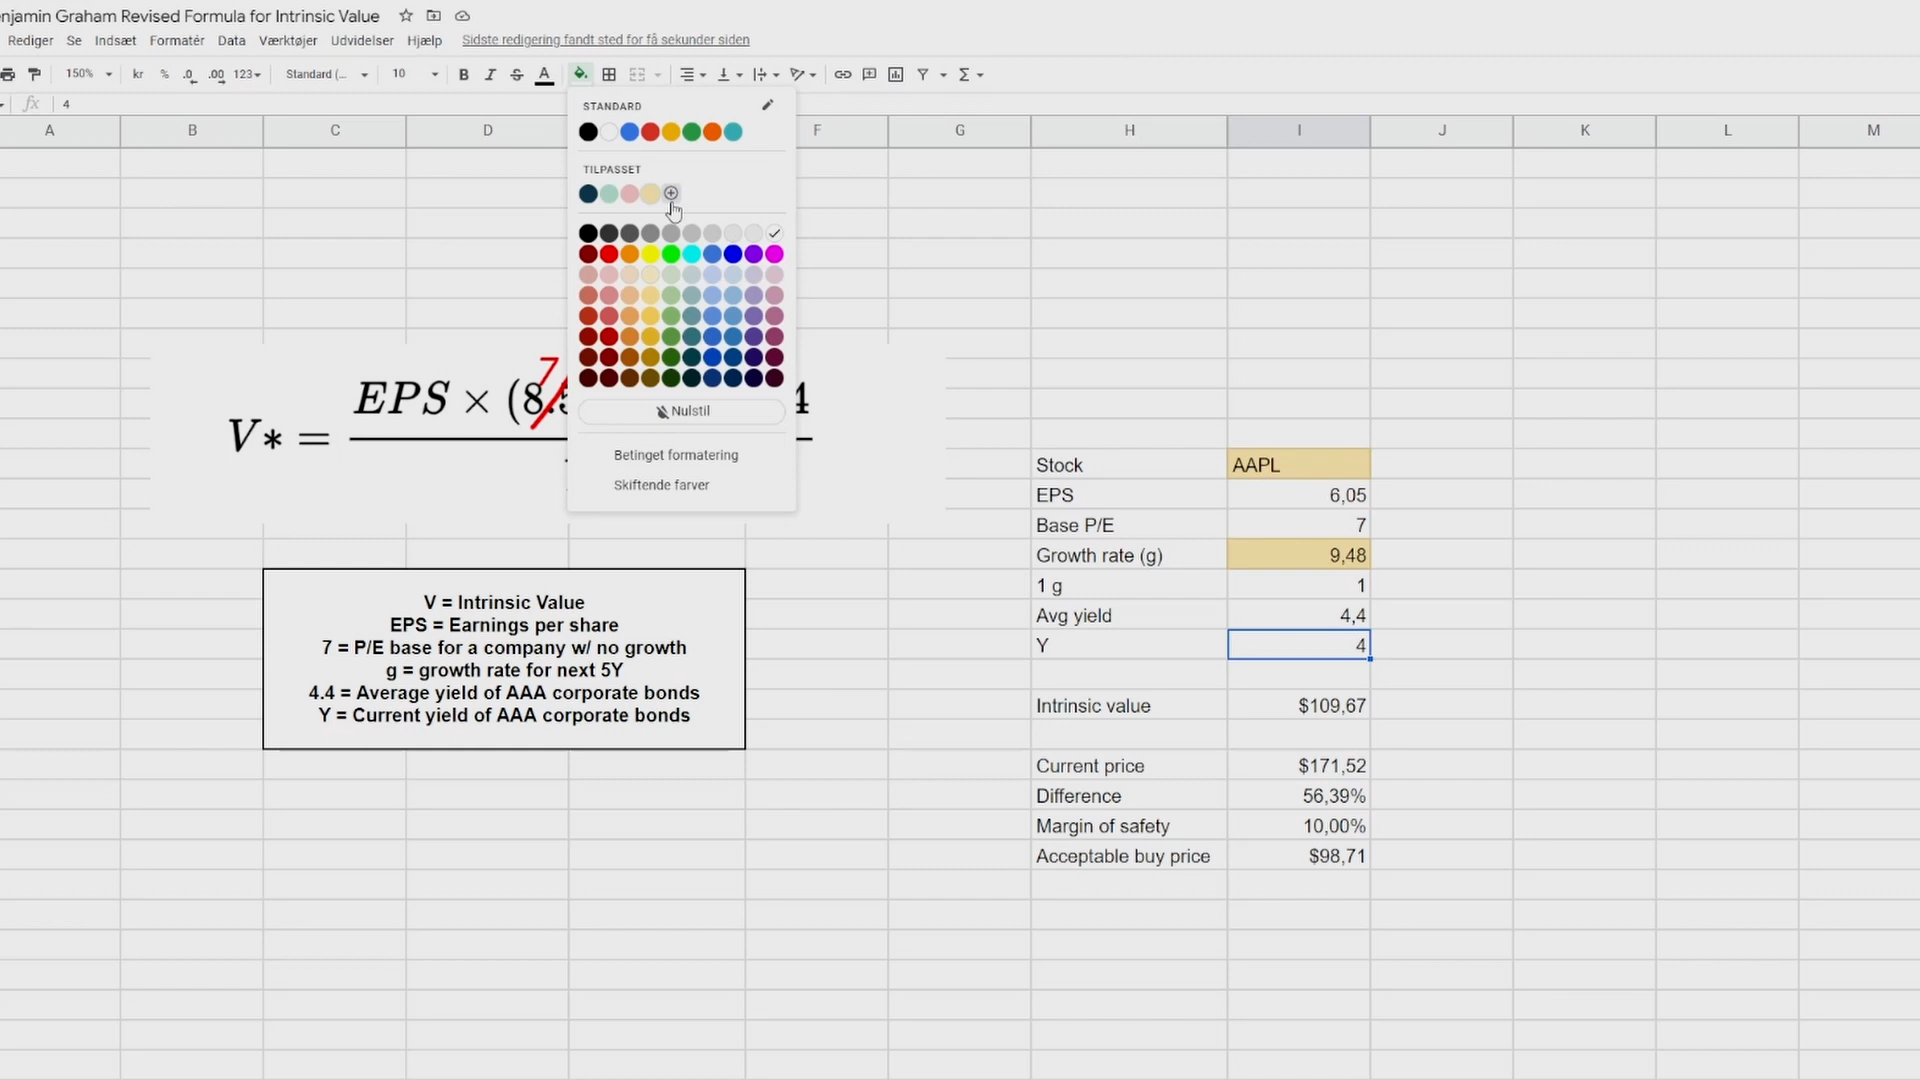 njamin Graham Revised Formula for Intrinsic Value
Rediger Se Indsæt Formatér Data Værktøjer Udvidelser Hjælp Sidste redigering fandt sted for få sekunder siden
150% kr % .0 .00 123 Standard (... 10 B I S A
fx 4
A B C D F G H I J K L M
STANDARD
TILPASSET
Nulstil
Betinget formatering
Skiftende farver
7
EPS × (8.5 4
V* =
V = Intrinsic Value
EPS = Earnings per share
7 = P/E base for a company w/ no growth
g = growth rate for next 5Y
4.4 = Average yield of AAA corporate bonds
Y = Current yield of AAA corporate bonds
Stock AAPL
EPS 6,05
Base P/E 7
Growth rate (g) 9,48
1 g 1
Avg yield 4,4
Y 4
Intrinsic value $109,67
Current price $171,52
Difference 56,39%
Margin of safety 10,00%
Acceptable buy price $98,71